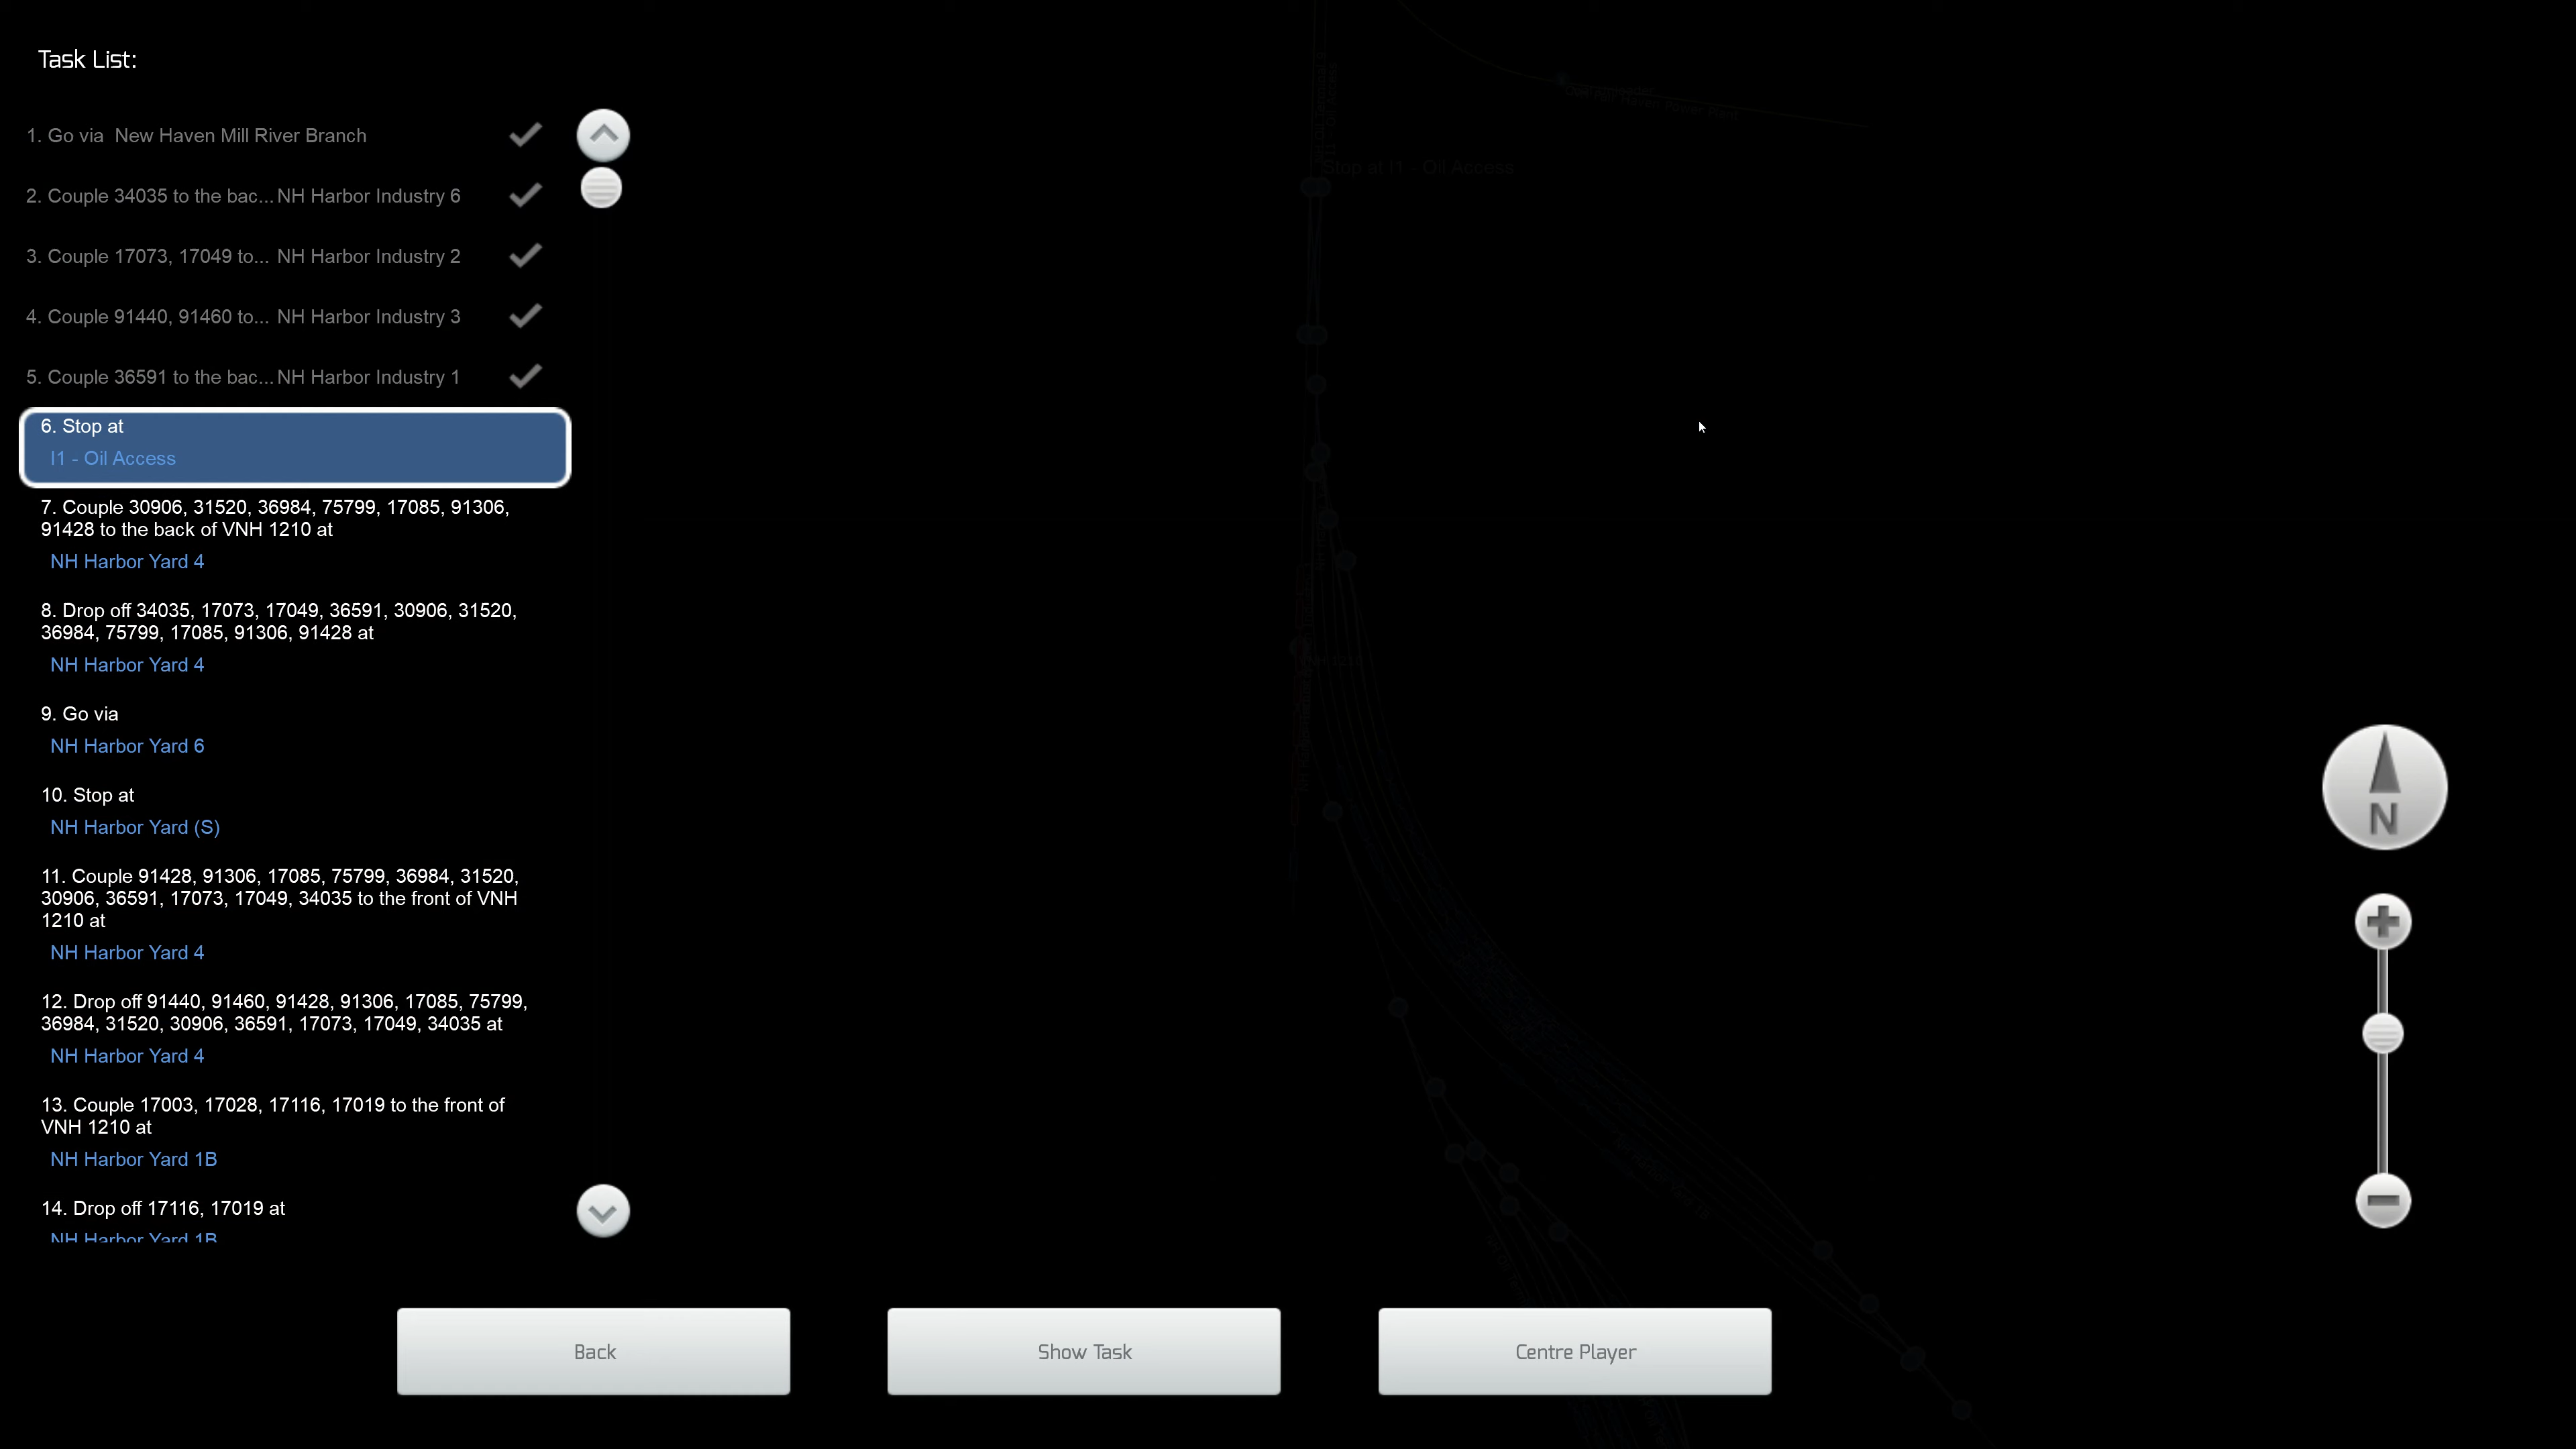 Task List:
1. Go via  New Haven Mill River Branch
2. Couple 34035 to the bac... NH Harbor Industry 6
3. Couple 17073, 17049 to... NH Harbor Industry 2
4. Couple 91440, 91460 to... NH Harbor Industry 3
5. Couple 36591 to the bac... NH Harbor Industry 1
6. Stop at
I1 - Oil Access
7. Couple 30906, 31520, 36984, 75799, 17085, 91306,
91428 to the back of VNH 1210 at
NH Harbor Yard 4
8. Drop off 34035, 17073, 17049, 36591, 30906, 31520,
36984, 75799, 17085, 91306, 91428 at
NH Harbor Yard 4
9. Go via
NH Harbor Yard 6
10. Stop at
NH Harbor Yard (S)
11. Couple 91428, 91306, 17085, 75799, 36984, 31520,
30906, 36591, 17073, 17049, 34035 to the front of VNH
1210 at
NH Harbor Yard 4
12. Drop off 91440, 91460, 91428, 91306, 17085, 75799,
36984, 31520, 30906, 36591, 17073, 17049, 34035 at
NH Harbor Yard 4
13. Couple 17003, 17028, 17116, 17019 to the front of
VNH 1210 at
NH Harbor Yard 1B
14. Drop off 17116, 17019 at
NH Harbor Yard 1B
Stop at I1 - Oil Access
N
Back
Show Task
Centre Player